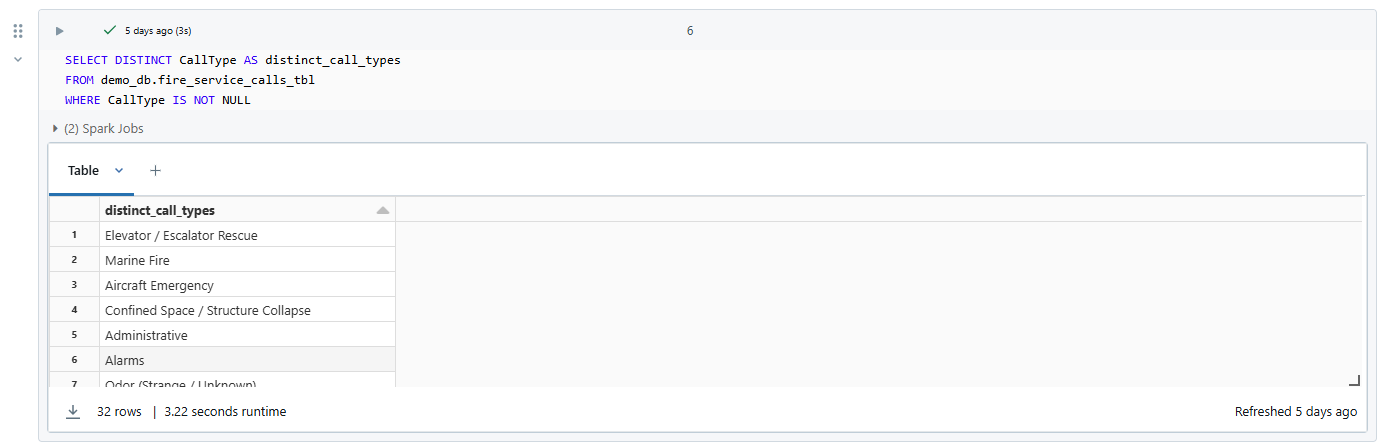 5 days ago (3s)
6
SELECT DISTINCT CallType AS distinct_call_types
FROM demo_db.fire_service_calls_tbl
WHERE CallType IS NOT NULL
(2) Spark Jobs
Table
distinct_call_types
1 Elevator / Escalator Rescue
2 Marine Fire
3 Aircraft Emergency
4 Confined Space / Structure Collapse
5 Administrative
6 Alarms
7 Odor (Strange / Unknown)
32 rows | 3.22 seconds runtime
Refreshed 5 days ago